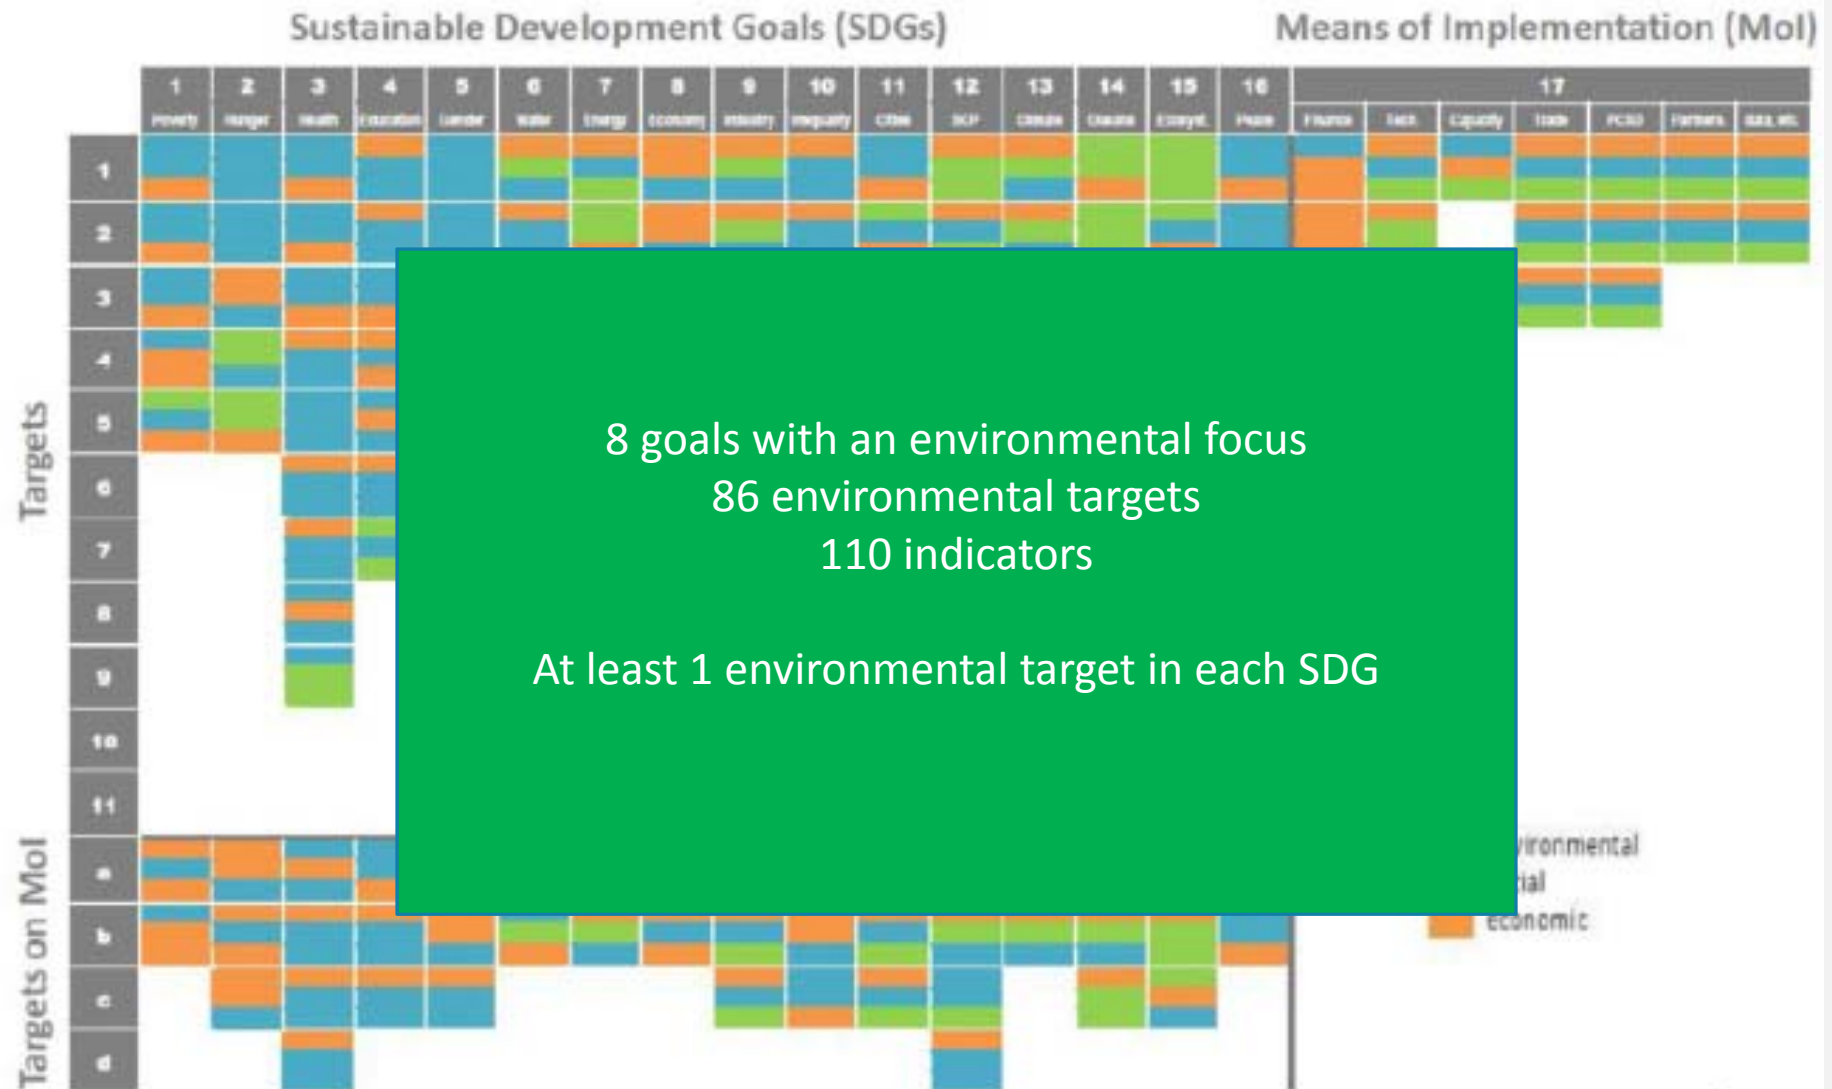 Sustainable Development Goals (SDGs)
Means of Implementation (MoI)
1 2 3 4 5 6 7 8 9 10 11 12 13 14 15 16 17
Poverty Hunger Health Education Gender Water Energy Economy Industry Inequality Cities SCP Climate Oceans Ecosyst. Peace Finance Tech. Capacity Trade PCSD Partners.
Targets
1
2
3
4
5
6
7
8
9
10
11
8 goals with an environmental focus
86 environmental targets
110 indicators
At least 1 environmental target in each SDG
Targets on MoI
a
b
c
d
vironmental
cial
economic